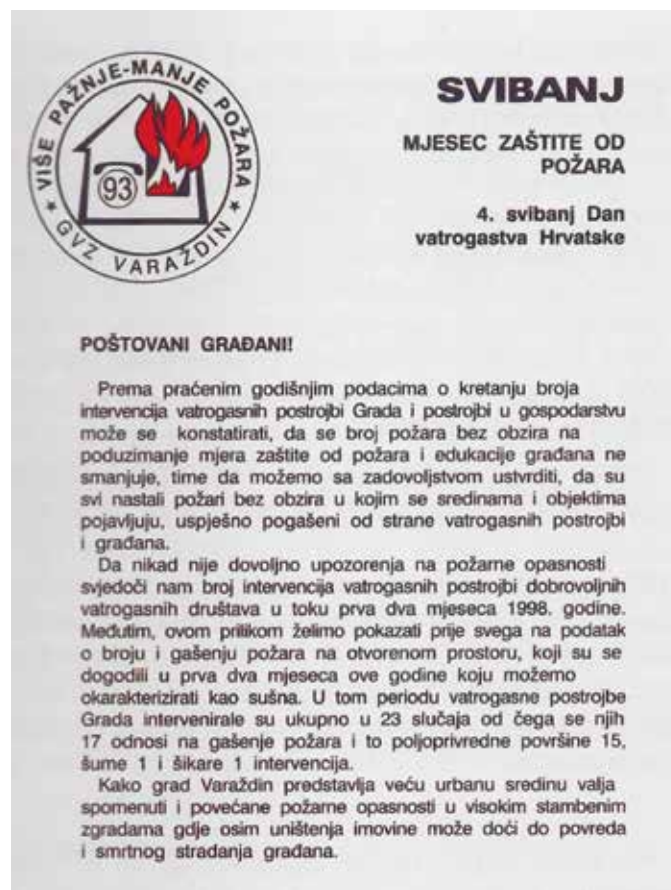 VIŠE PAŽNJE-MANJE POŽARA
93
★ GVZ VARAŽDIN ★
SVIBANJ
MJESEC ZAŠTITE OD
POŽARA
4. svibanj Dan
vatrogastva Hrvatske
POŠTOVANI GRAĐANI!
Prema praćenim godišnjim podacima o kretanju broja
intervencija vatrogasnih postrojbi Grada i postrojbi u gospodarstvu
može se konstatirati, da se broj požara bez obzira na
poduzimanje mjera zaštite od požara i edukacije građana ne
smanjuje, time da možemo sa zadovoljstvom ustvrditi, da su
svi nastali požari bez obzira u kojim se sredinama i objektima
pojavljuju, uspješno pogašeni od strane vatrogasnih postrojbi
i građana.
Da nikad nije dovoljno upozorenja na požarne opasnosti
svjedoči nam broj intervencija vatrogasnih postrojbi dobrovoljnih
vatrogasnih društava u toku prva dva mjeseca 1998. godine.
Međutim, ovom prilikom želimo pokazati prije svega na podatak
o broju i gašenju požara na otvorenom prostoru, koji su se
dogodili u prva dva mjeseca ove godine koju možemo
okarakterizirati kao sušna. U tom periodu vatrogasne postrojbe
Grada intervenirale su ukupno u 23 slučaja od čega se njih
17 odnosi na gašenje požara i to poljoprivredne površine 15,
šume 1 i šikare 1 intervencija.
Kako grad Varaždin predstavlja veću urbanu sredinu valja
spomenuti i povećane požarne opasnosti u visokim stambenim
zgradama gdje osim uništenja imovine može doći do povreda
i smrtnog stradanja građana.